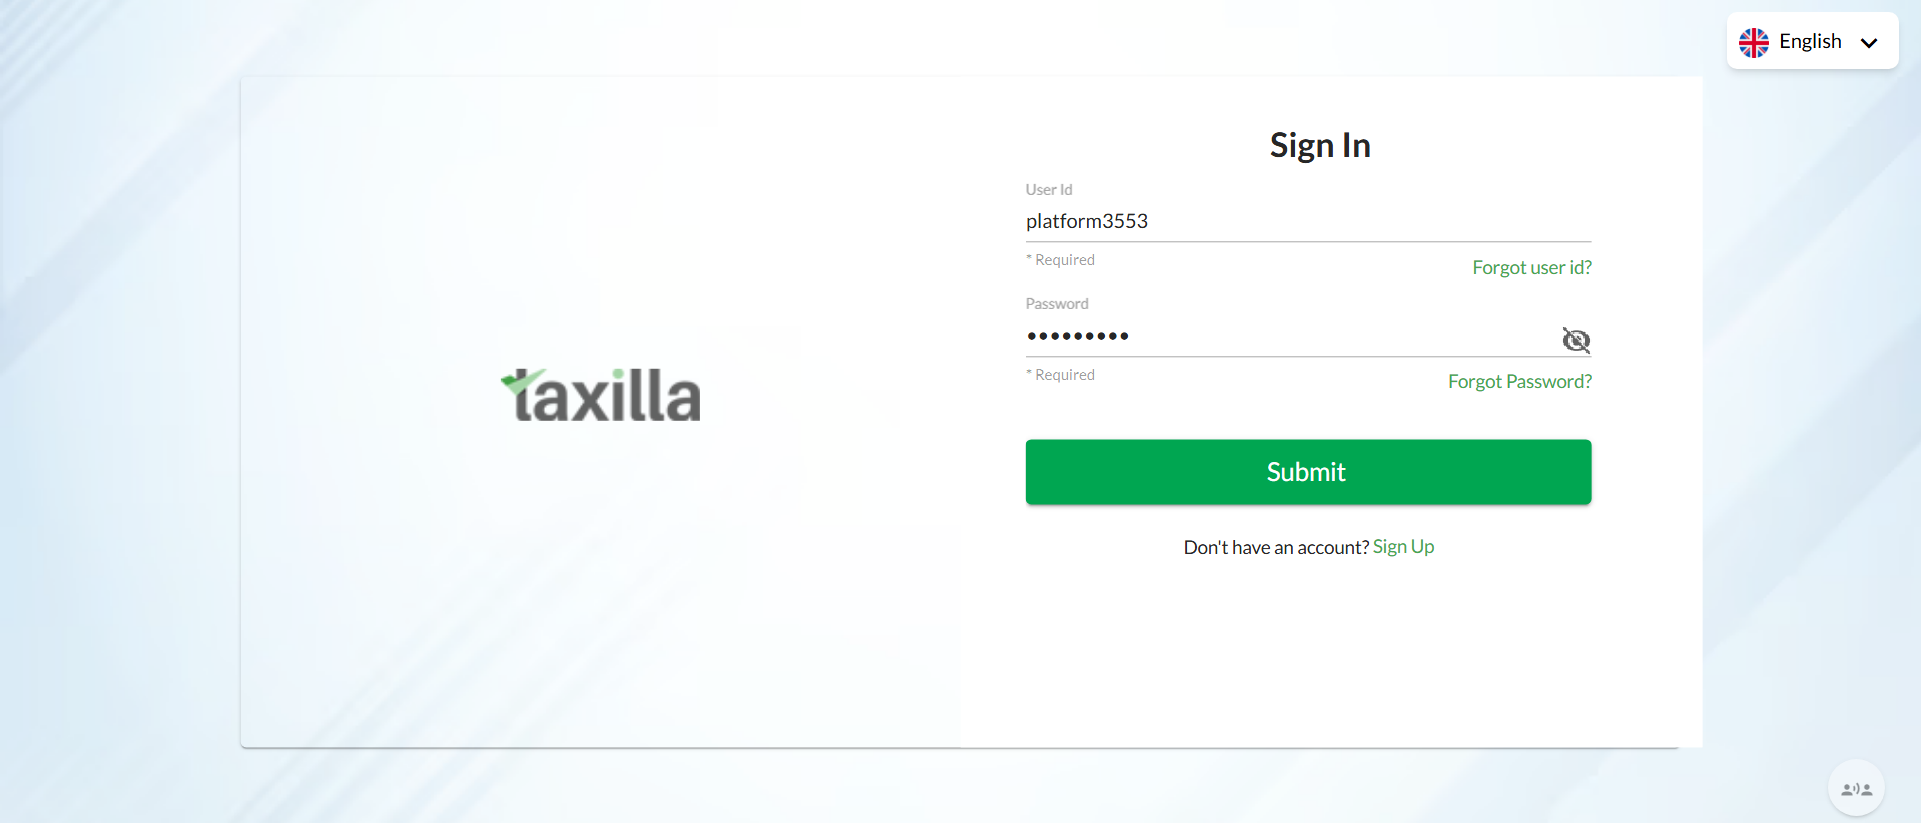 English
Sign In
User Id
platform3553
* Required
Forgot user id?
Password
•••••••••
* Required
Forgot Password?
taxilla
Submit
Don't have an account? Sign Up